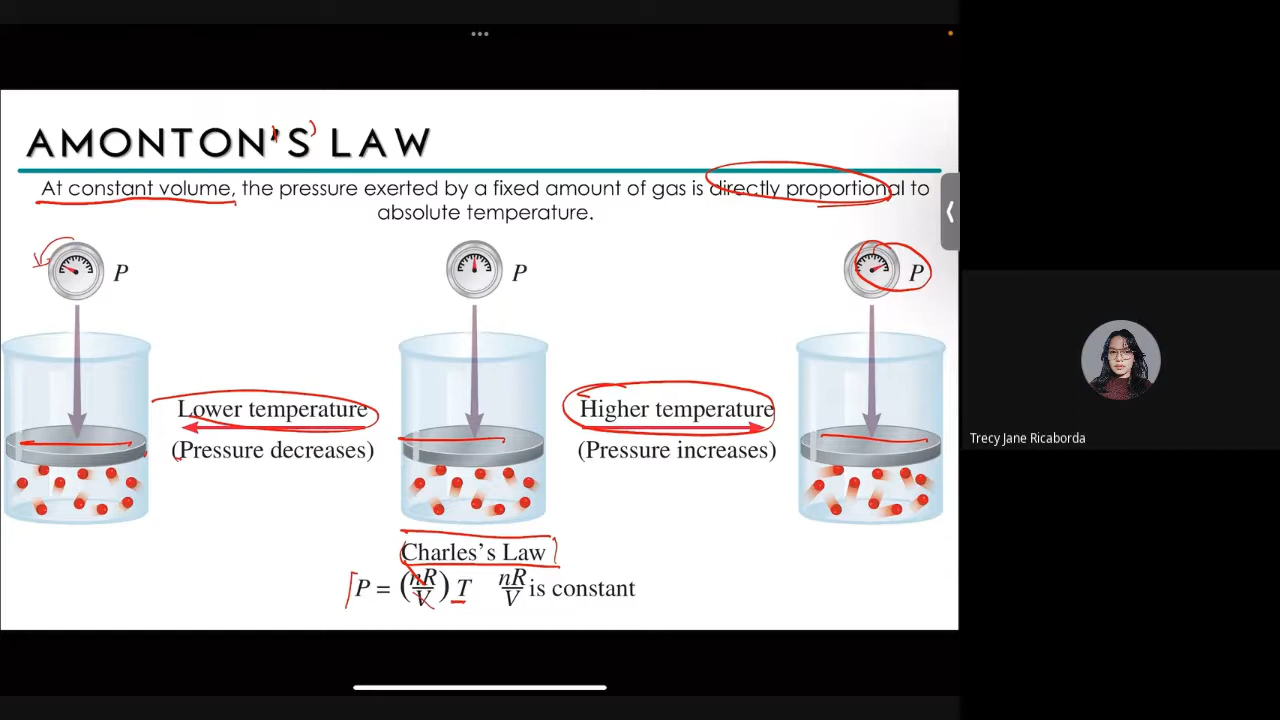 AMONTON'S LAW
At constant volume, the pressure exerted by a fixed amount of gas is directly proportional to
absolute temperature.
P
P
P
Lower temperature
(Pressure decreases)
Higher temperature
(Pressure increases)
Charles's Law
P = (nR/V) T nR/V is constant
Trecy Jane Ricaborda